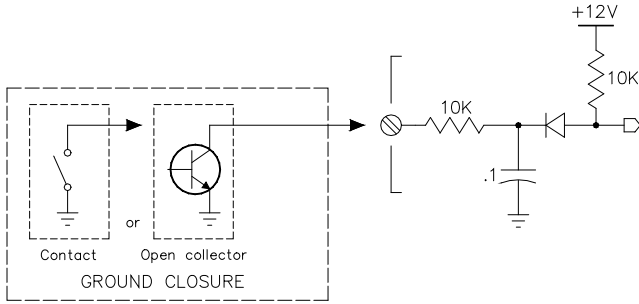 +12V
10K
10K
.1
or
Contact
Open collector
GROUND CLOSURE